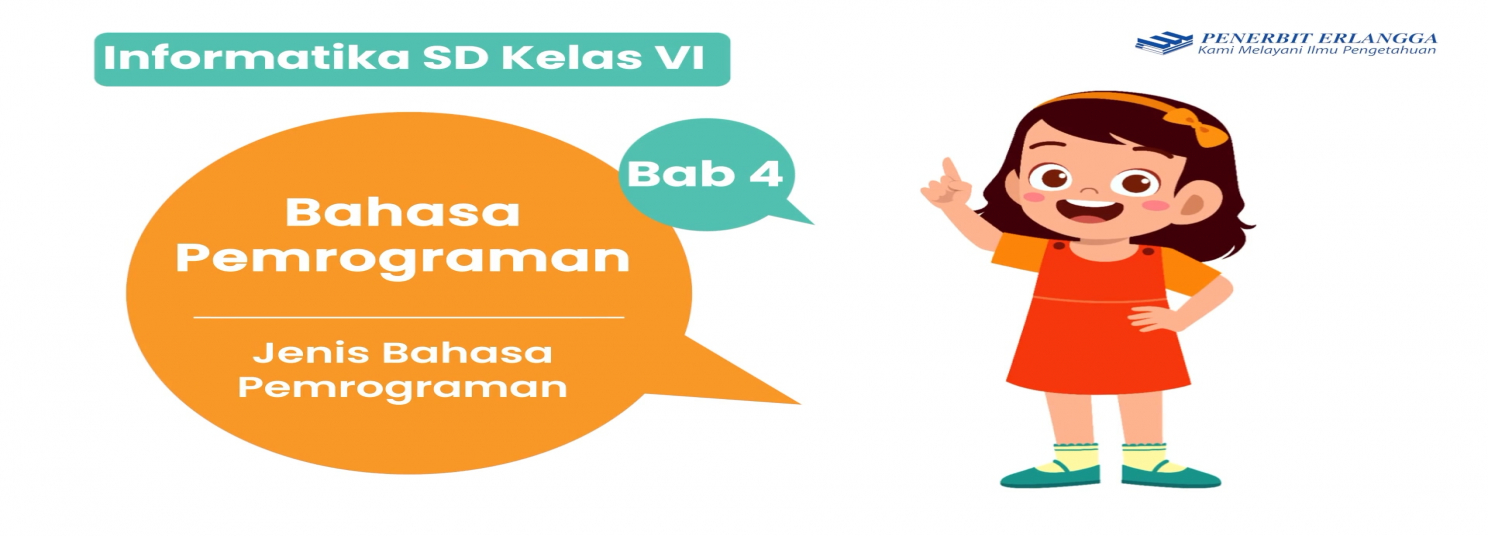 Informatika SD Kelas VI
PENERBIT ERLANGGA
Kami Melayani Ilmu Pengetahuan
Bab 4
Bahasa
Pemrograman
Jenis Bahasa
Pemrograman